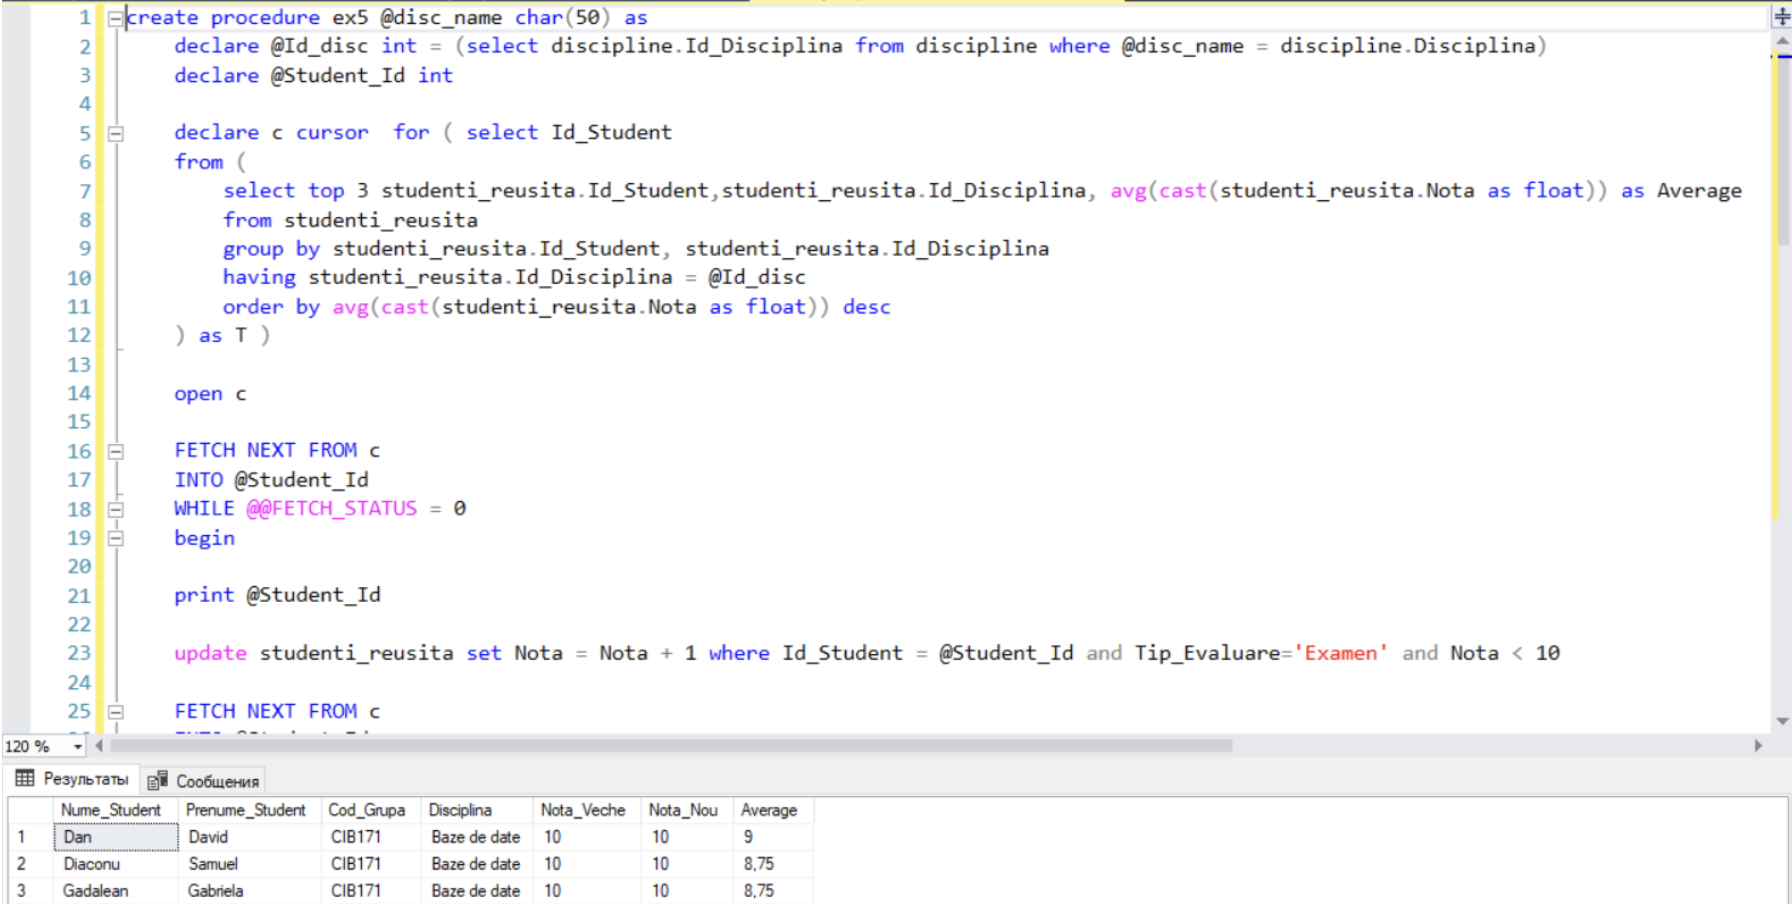 1 create procedure ex5 @disc_name char(50) as
2 declare @Id_disc int = (select discipline.Id_Disciplina from discipline where @disc_name = discipline.Disciplina)
3 declare @Student_Id int
4
5 declare c cursor  for ( select Id_Student
6 from (
7 select top 3 studenti_reusita.Id_Student,studenti_reusita.Id_Disciplina, avg(cast(studenti_reusita.Nota as float)) as Average
8 from studenti_reusita
9 group by studenti_reusita.Id_Student, studenti_reusita.Id_Disciplina
10 having studenti_reusita.Id_Disciplina = @Id_disc
11 order by avg(cast(studenti_reusita.Nota as float)) desc
12 ) as T )
13
14 open c
15
16 FETCH NEXT FROM c
17 INTO @Student_Id
18 WHILE @@FETCH_STATUS = 0
19 begin
20
21 print @Student_Id
22
23 update studenti_reusita set Nota = Nota + 1 where Id_Student = @Student_Id and Tip_Evaluare='Examen' and Nota < 10
24
25 FETCH NEXT FROM c
120 %
Результаты Сообщения
Nume_Student Prenume_Student Cod_Grupa Disciplina Nota_Veche Nota_Nou Average
1 Dan David CIB171 Baze de date 10 10 9
2 Diaconu Samuel CIB171 Baze de date 10 10 8,75
3 Gadalean Gabriela CIB171 Baze de date 10 10 8,75